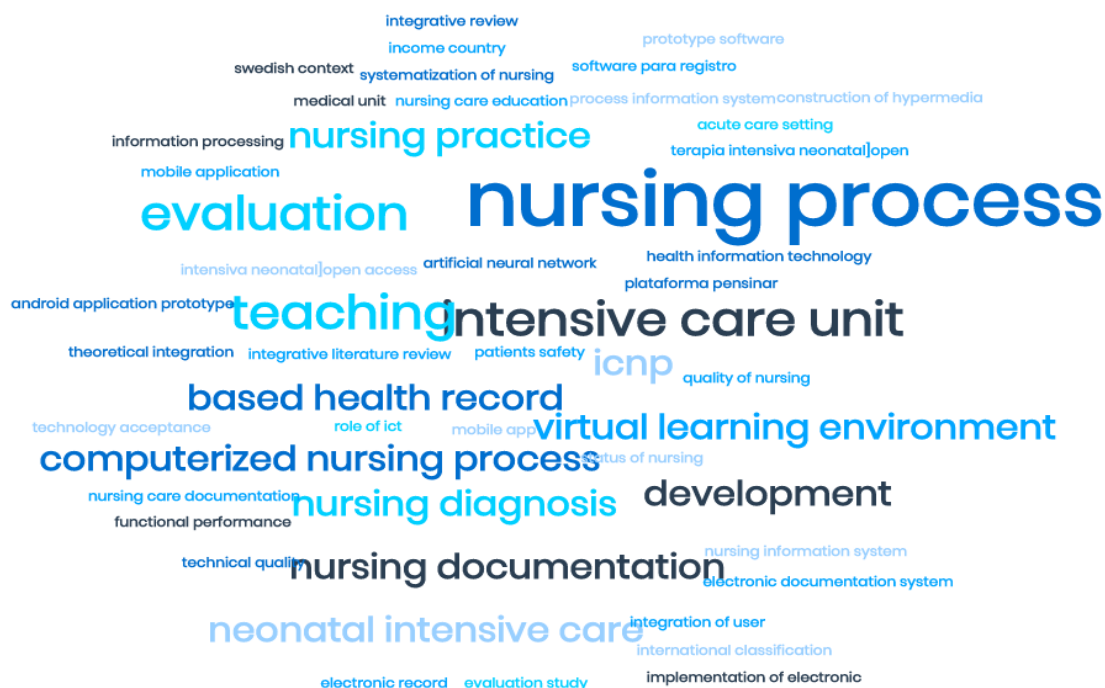 integrative review
prototype software
income country
swedish context
systematization of nursing
software para registro
medical unit
nursing care education
process information system
construction of hypermedia
information processing
nursing practice
acute care setting
terapia intensiva neonatal]open
mobile application
nursing process
evaluation
intensiva neonatal]open access
artificial neural network
health information technology
plataforma pensinar
android application prototype
teaching
intensive care unit
theoretical integration
integrative literature review
patients safety
icnp
quality of nursing
based health record
technology acceptance
role of ict
mobile app
virtual learning environment
computerized nursing process
status of nursing
nursing care documentation
nursing diagnosis
development
functional performance
technical quality
nursing documentation
nursing information system
electronic documentation system
neonatal intensive care
integration of user
international classification
electronic record
evaluation study
implementation of electronic